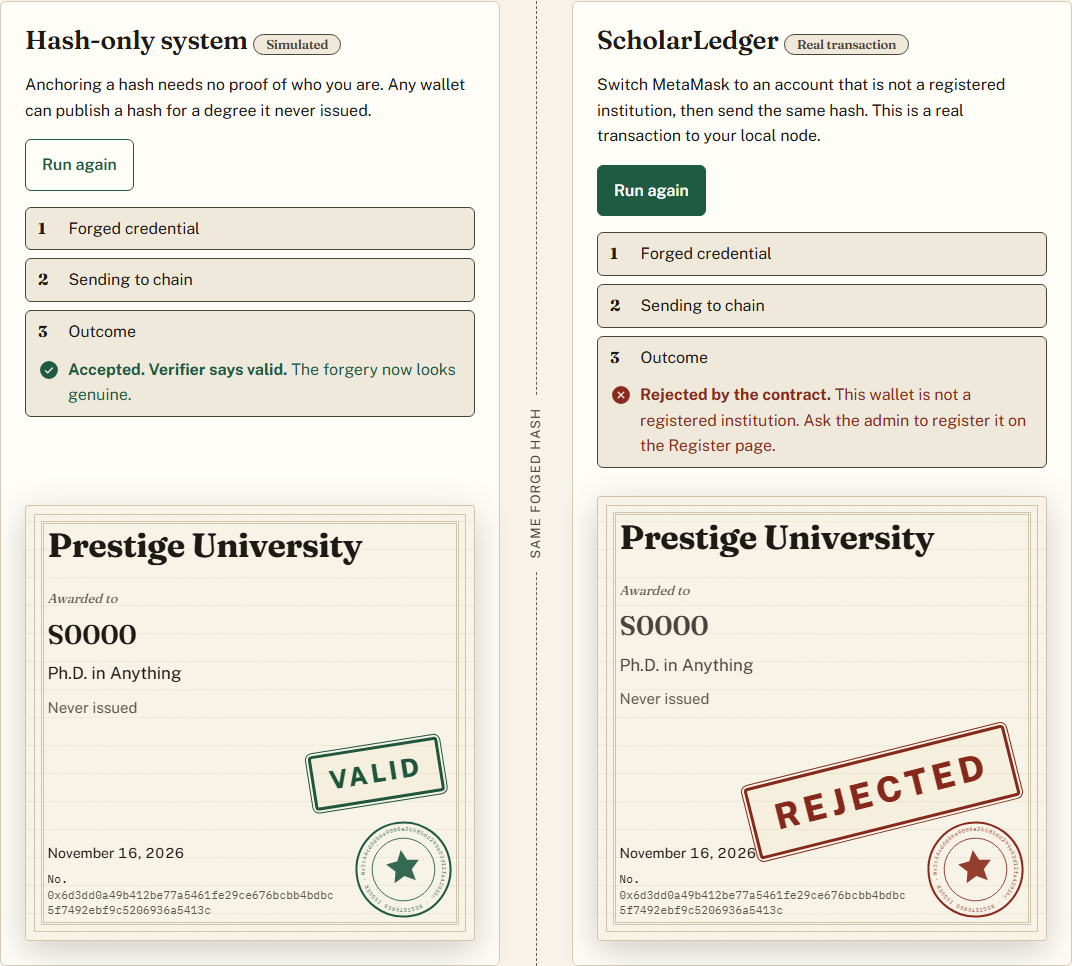 Hash-only system Simulated
Anchoring a hash needs no proof of who you are. Any wallet
can publish a hash for a degree it never issued.
Run again
1 Forged credential
2 Sending to chain
3 Outcome
Accepted. Verifier says valid. The forgery now looks
genuine.
Prestige University
Awarded to
S0000
Ph.D. in Anything
Never issued
VALID
November 16, 2026
No.
0x6d3dd0a49b412be77a5461fe29ce676bcbb4bdbc
5f7492ebf9c5206936a5413c
REGISTERED ISSUER
SAME FORGED HASH
ScholarLedger Real transaction
Switch MetaMask to an account that is not a registered
institution, then send the same hash. This is a real
transaction to your local node.
Run again
1 Forged credential
2 Sending to chain
3 Outcome
Rejected by the contract. This wallet is not a
registered institution. Ask the admin to register it on
the Register page.
Prestige University
Awarded to
S0000
Ph.D. in Anything
Never issued
REJECTED
November 16, 2026
No.
0x6d3dd0a49b412be77a5461fe29ce676bcbb4bdbc
5f7492ebf9c5206936a5413c
REGISTERED ISSUER